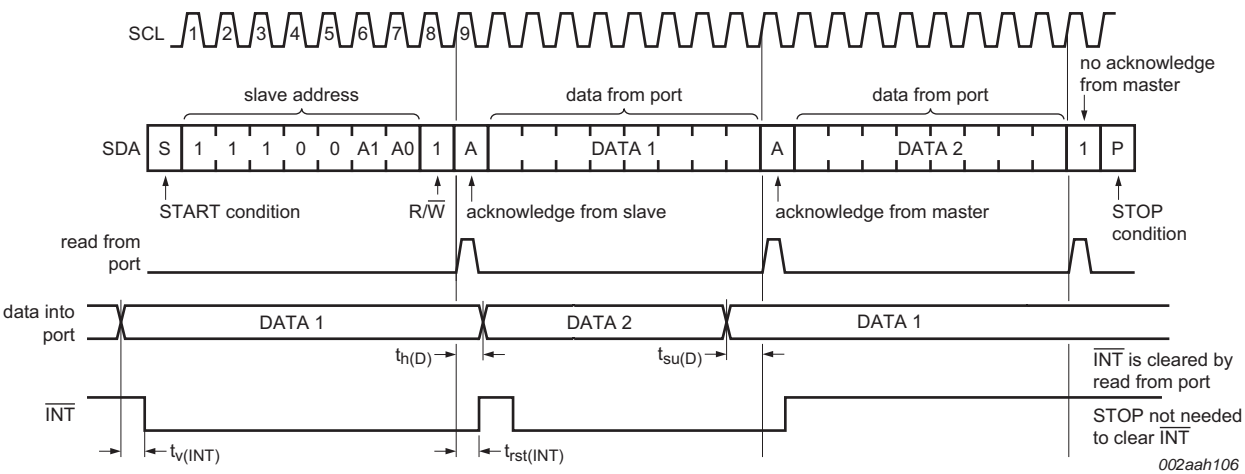 SCL 1 2 3 4 5 6 7 8 9
no acknowledge
from master
slave address
data from port
data from port
SDA S 1 1 1 0 0 A1 A0 1 A DATA 1 A DATA 2 1 P
START condition
R/W̅
acknowledge from slave
acknowledge from master
STOP
condition
read from
port
data into
port
DATA 1
DATA 2
DATA 1
th(D)
tsu(D)
I̅N̅T̅ is cleared by
read from port
I̅N̅T̅
STOP not needed
to clear I̅N̅T̅
tv(INT)
trst(INT)
002aah106